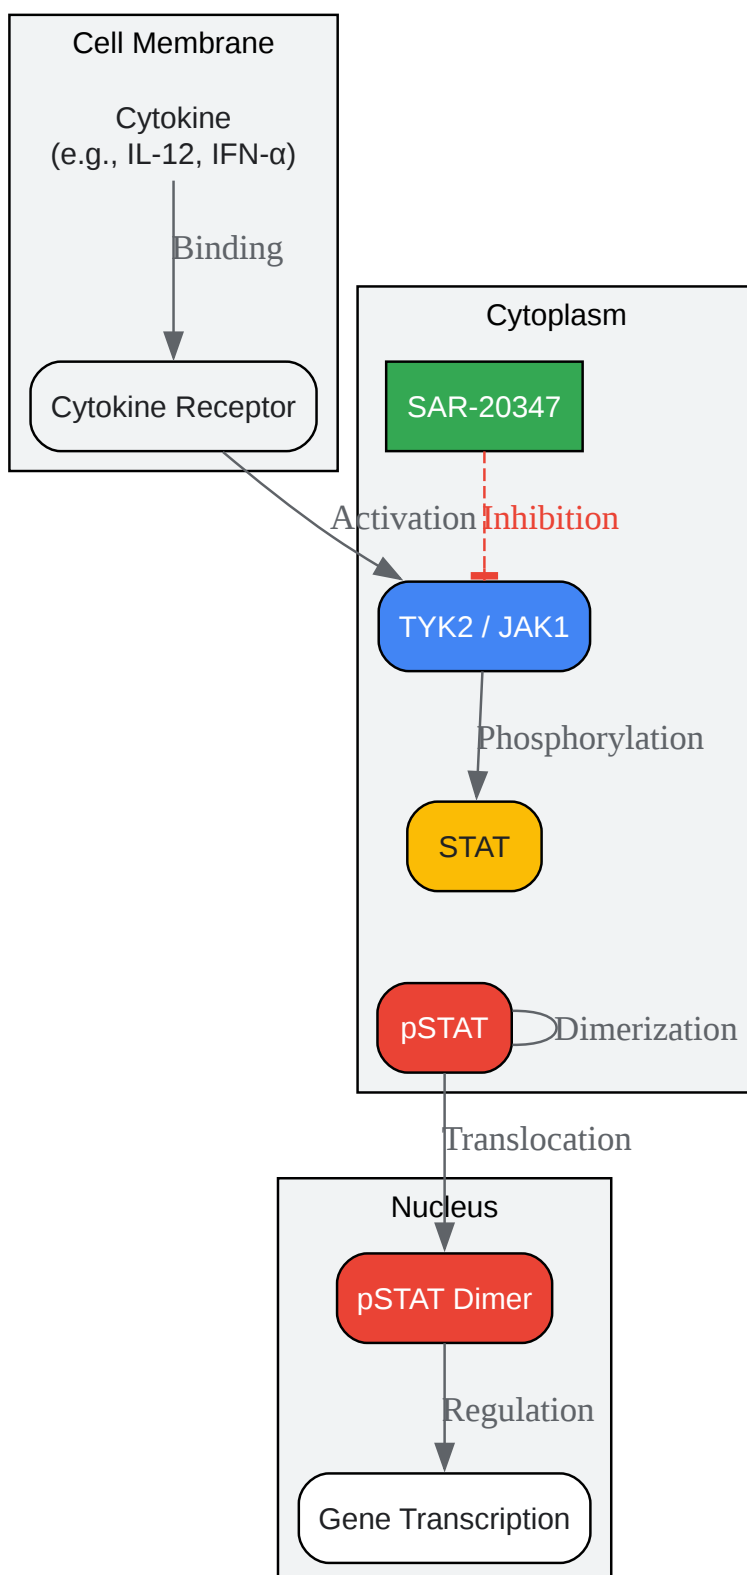 Cell Membrane
Cytokine
(e.g., IL-12, IFN-α)
Binding
Cytokine Receptor
Cytoplasm
SAR-20347
Activation
Inhibition
TYK2 / JAK1
Phosphorylation
STAT
pSTAT
Dimerization
Translocation
Nucleus
pSTAT Dimer
Regulation
Gene Transcription